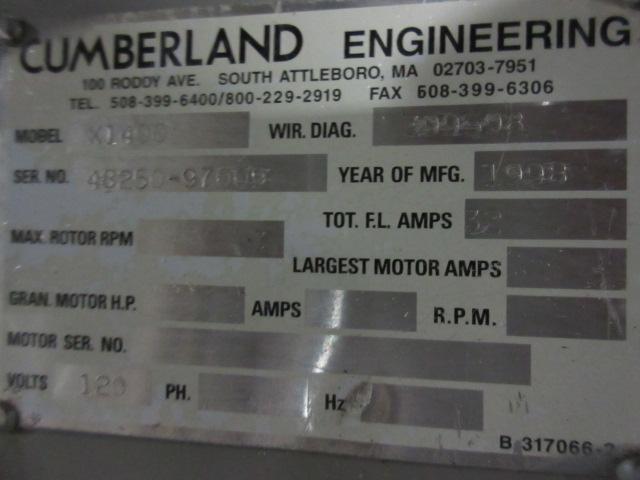 CUMBERLAND ENGINEERING
100 RODDY AVE. SOUTH ATTLEBORO, MA 02703-7951
TEL. 508-399-6400/800-229-2919 FAX 508-399-6306
MODEL WIR. DIAG.
SER. NO. YEAR OF MFG. 1998
TOT. F.L. AMPS
MAX. ROTOR RPM
LARGEST MOTOR AMPS
GRAN. MOTOR H.P. AMPS R.P.M.
MOTOR SER. NO.
VOLTS 120 PH. Hz
B